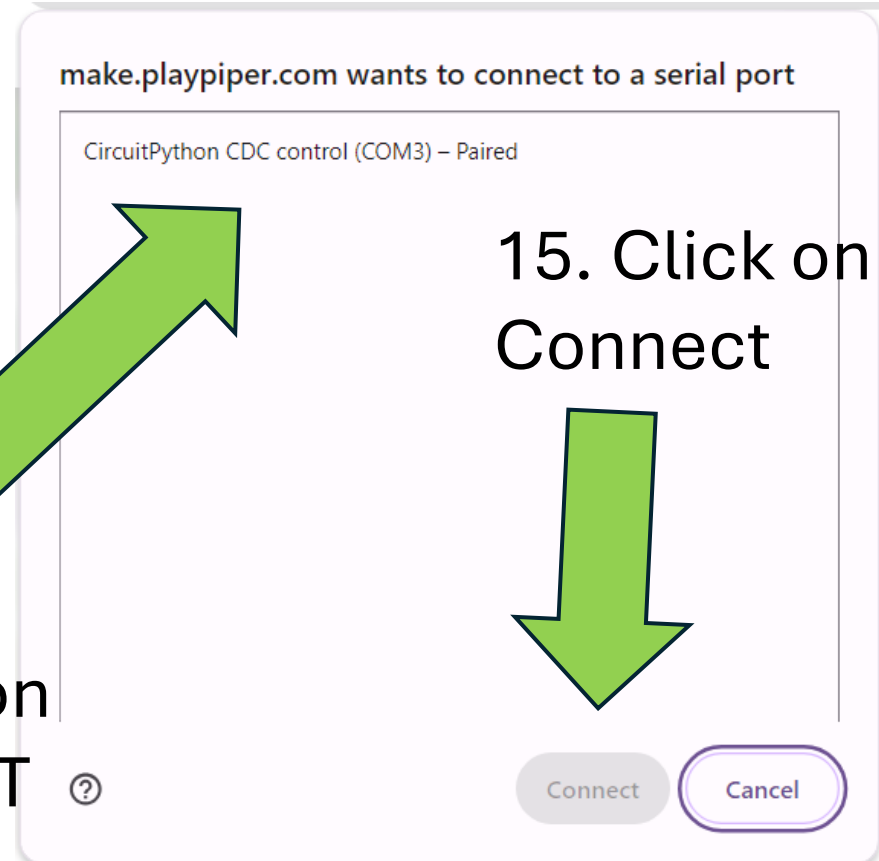 make.playpiper.com wants to connect to a serial port
CircuitPython CDC control (COM3) – Paired
15. Click on
Connect
on
T
Connect
Cancel